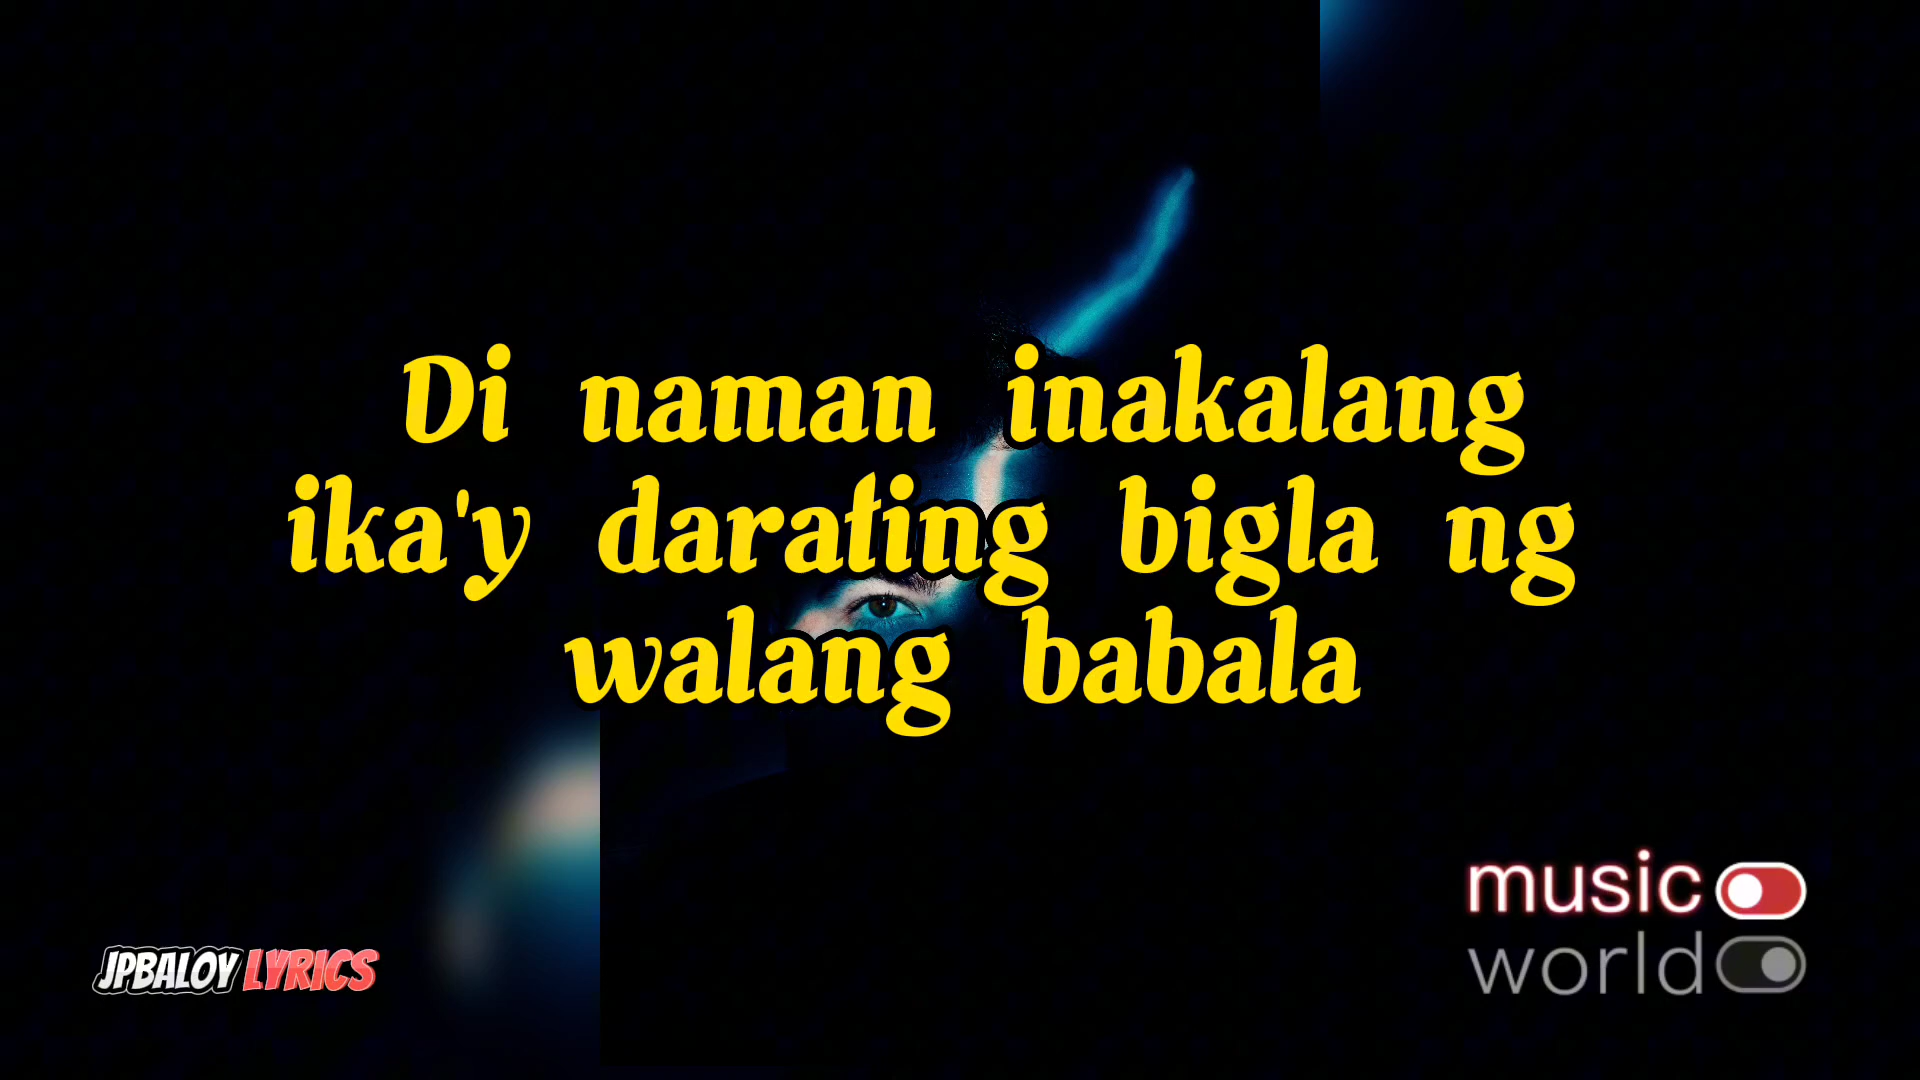 Di naman inakalang
ika'y darating bigla ng
walang babala
music
world
JPBALOY LYRICS